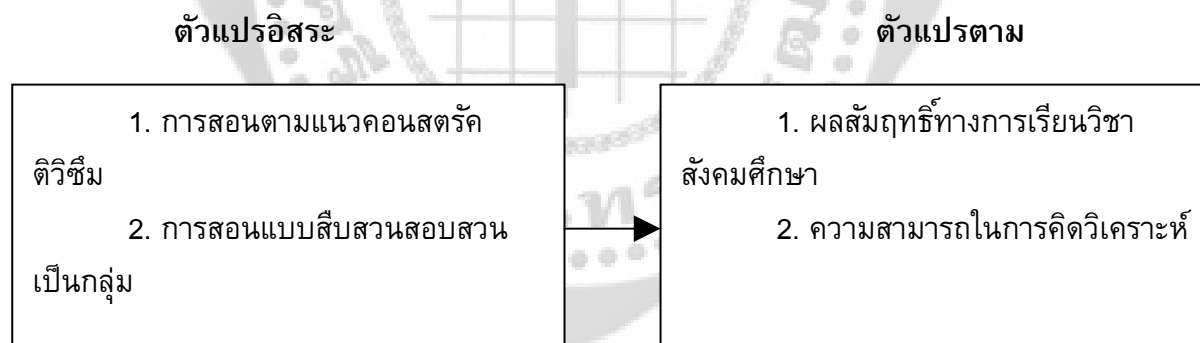 ตัวแปรอิสระ
ตัวแปรตาม
1. การสอนตามแนวคอนสตรัค
ติวิซึม
2. การสอนแบบสืบสวนสอบสวน
เป็นกลุ่ม
1. ผลสัมฤทธิ์ทางการเรียนวิชา
สังคมศึกษา
2. ความสามารถในการคิดวิเคราะห์